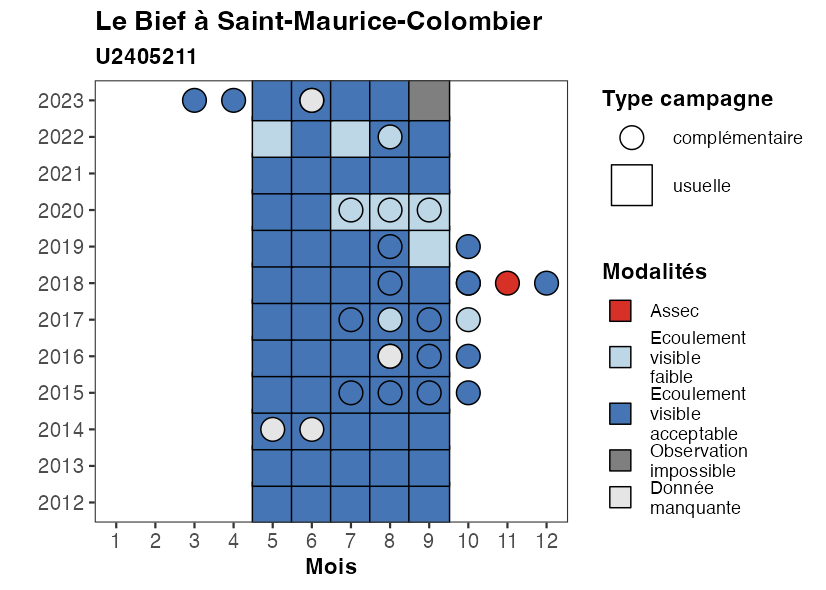 Le Bief à Saint-Maurice-Colombier
U2405211
2023
2022
2021
2020
2019
2018
2017
2016
2015
2014
2013
2012
1 2 3 4 5 6 7 8 9 10 11 12
Mois
Type campagne
complémentaire
usuelle
Modalités
Assec
Ecoulement
visible
faible
Ecoulement
visible
acceptable
Observation
impossible
Donnée
manquante